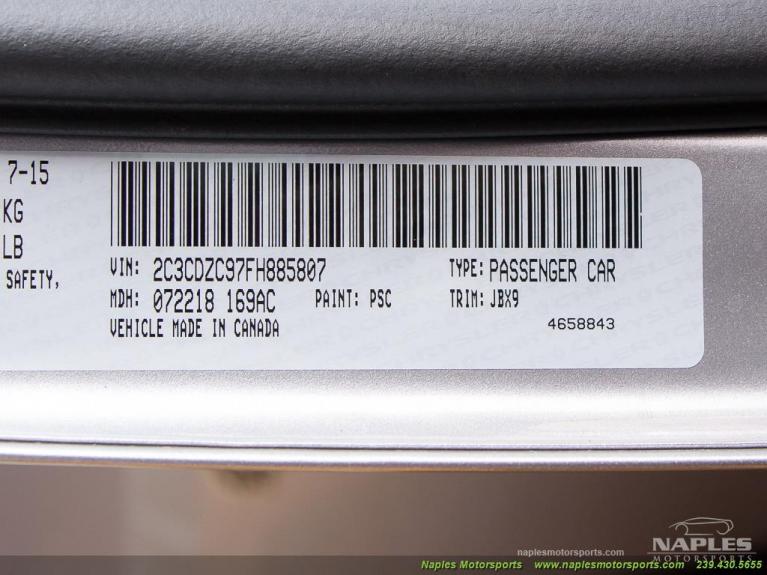 7-15
KG
LB
SAFETY,
VIN: 2C3CDZC97FH885807 TYPE: PASSENGER CAR
MDH: 072218 169AC PAINT: PSC TRIM: JBX9
VEHICLE MADE IN CANADA 4658843
NAPLES
MOTORSPORTS
naplesmotorsports.com
Naples Motorsports www.naplesmotorsports.com 239.430.5655